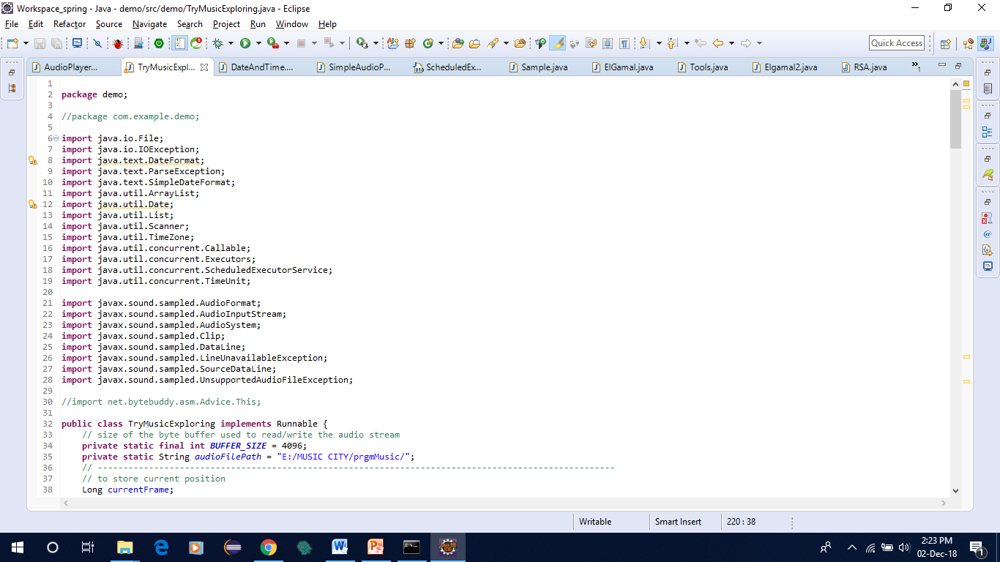 Workspace_spring - Java - demo/src/demo/TryMusicExploring.java - Eclipse
File Edit Refactor Source Navigate Search Project Run Window Help
Quick Access
AudioPlayer... TryMusicExpl... DateAndTime.... SimpleAudioP... ScheduledEx... Sample.java ElGamal.java Tools.java Elgamal2.java RSA.java »1
1
2 package demo;
3
4 //package com.example.demo;
5
6 import java.io.File;
7 import java.io.IOException;
8 import java.text.DateFormat;
9 import java.text.ParseException;
10 import java.text.SimpleDateFormat;
11 import java.util.ArrayList;
12 import java.util.Date;
13 import java.util.List;
14 import java.util.Scanner;
15 import java.util.TimeZone;
16 import java.util.concurrent.Callable;
17 import java.util.concurrent.Executors;
18 import java.util.concurrent.ScheduledExecutorService;
19 import java.util.concurrent.TimeUnit;
20
21 import javax.sound.sampled.AudioFormat;
22 import javax.sound.sampled.AudioInputStream;
23 import javax.sound.sampled.AudioSystem;
24 import javax.sound.sampled.Clip;
25 import javax.sound.sampled.DataLine;
26 import javax.sound.sampled.LineUnavailableException;
27 import javax.sound.sampled.SourceDataLine;
28 import javax.sound.sampled.UnsupportedAudioFileException;
29
30 //import net.bytebuddy.asm.Advice.This;
31
32 public class TryMusicExploring implements Runnable {
33 // size of the byte buffer used to read/write the audio stream
34 private static final int BUFFER_SIZE = 4096;
35 private static String audioFilePath = "E:/MUSIC CITY/prgmMusic/";
36 // -----------------------------------------------------------------------------------------------------
37 // to store current position
38 Long currentFrame;
Writable Smart Insert 220 : 38
2:23 PM
02-Dec-18
1